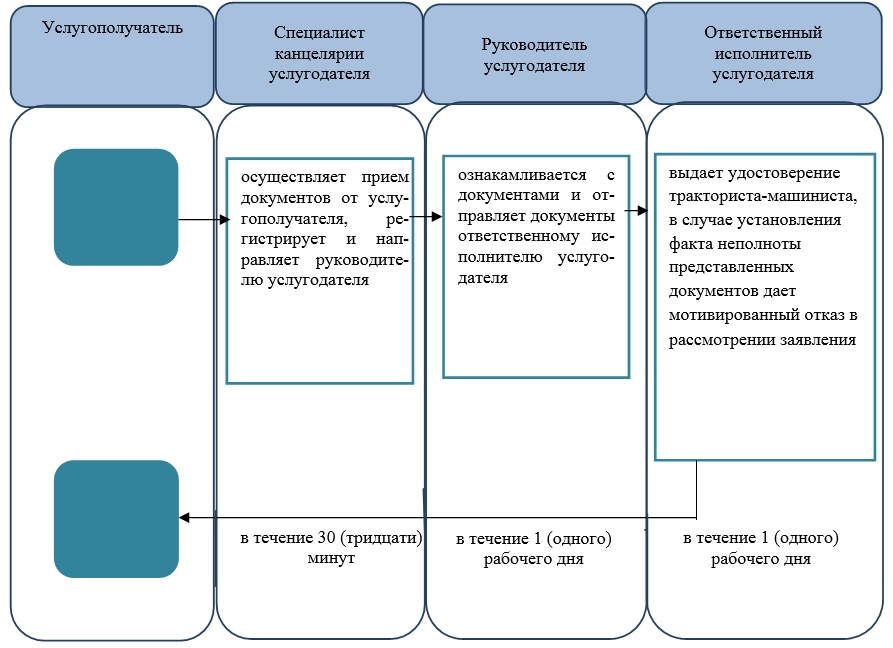 Услугополучатель
Специалист
канцелярии
услугодателя
Руководитель
услугодателя
Ответственный
исполнитель
услугодателя
осуществляет прием
документов от услу-
гополучателя, ре-
гистрирует и нап-
равляет руководите-
лю услугодателя
ознакамливается с
документами и от-
правляет документы
ответственному ис-
полнителю услуго-
дателя
выдает удостоверение
тракториста-машиниста,
в случае установления
факта неполноты
представленных
документов дает
мотивированный отказ в
рассмотрении заявления
в течение 30 (тридцати)
минут
в течение 1 (одного)
рабочего дня
в течение 1 (одного)
рабочего дня